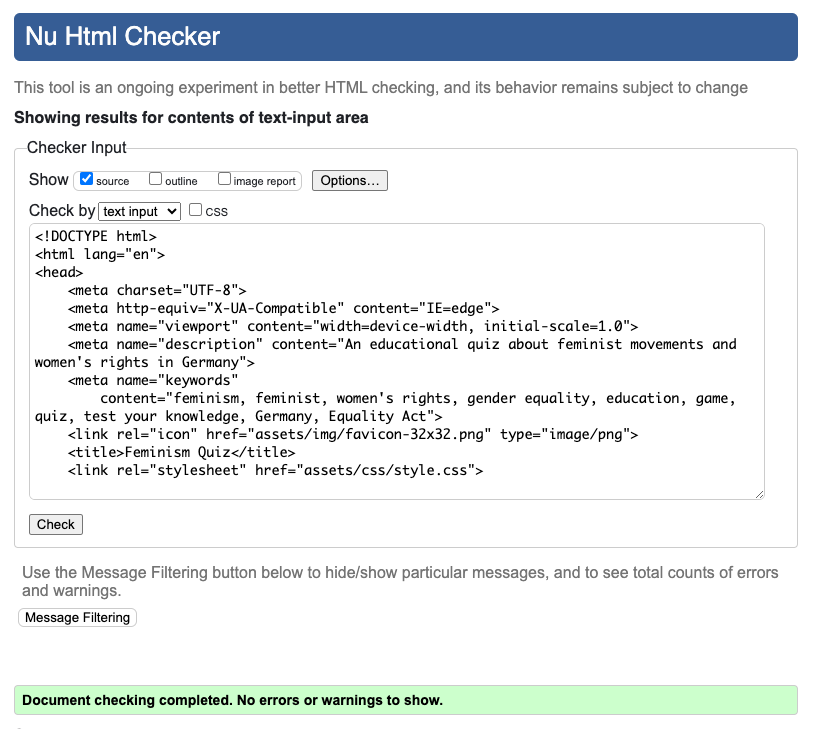 Nu Html Checker
This tool is an ongoing experiment in better HTML checking, and its behavior remains subject to change
Showing results for contents of text-input area
Checker Input
Show source outline image report Options...
Check by text input css
<!DOCTYPE html>
<html lang="en">
<head>
    <meta charset="UTF-8">
    <meta http-equiv="X-UA-Compatible" content="IE=edge">
    <meta name="viewport" content="width=device-width, initial-scale=1.0">
    <meta name="description" content="An educational quiz about feminist movements and
women's rights in Germany">
    <meta name="keywords"
        content="feminism, feminist, women's rights, gender equality, education, game,
quiz, test your knowledge, Germany, Equality Act">
    <link rel="icon" href="assets/img/favicon-32x32.png" type="image/png">
    <title>Feminism Quiz</title>
    <link rel="stylesheet" href="assets/css/style.css">
Check
Use the Message Filtering button below to hide/show particular messages, and to see total counts of errors
and warnings.
Message Filtering
Document checking completed. No errors or warnings to show.